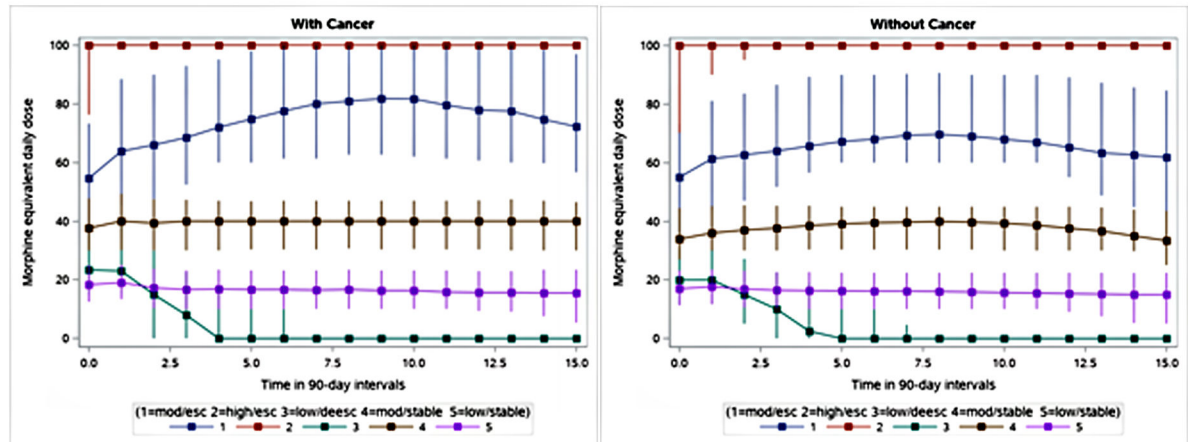 With Cancer
Morphine equivalent daily dose
100
80
60
40
20
0
0.0 2.5 5.0 7.5 10.0 12.5 15.0
Time in 90-day intervals
(1=mod/esc 2=high/esc 3=low/deesc 4=mod/stable 5=low/stable)
1 2 3 4 5
Without Cancer
Morphine equivalent daily dose
100
80
60
40
20
0
0.0 2.5 5.0 7.5 10.0 12.5 15.0
Time in 90-day intervals
(1=mod/esc 2=high/esc 3=low/deesc 4=mod/stable 5=low/stable)
1 2 3 4 5